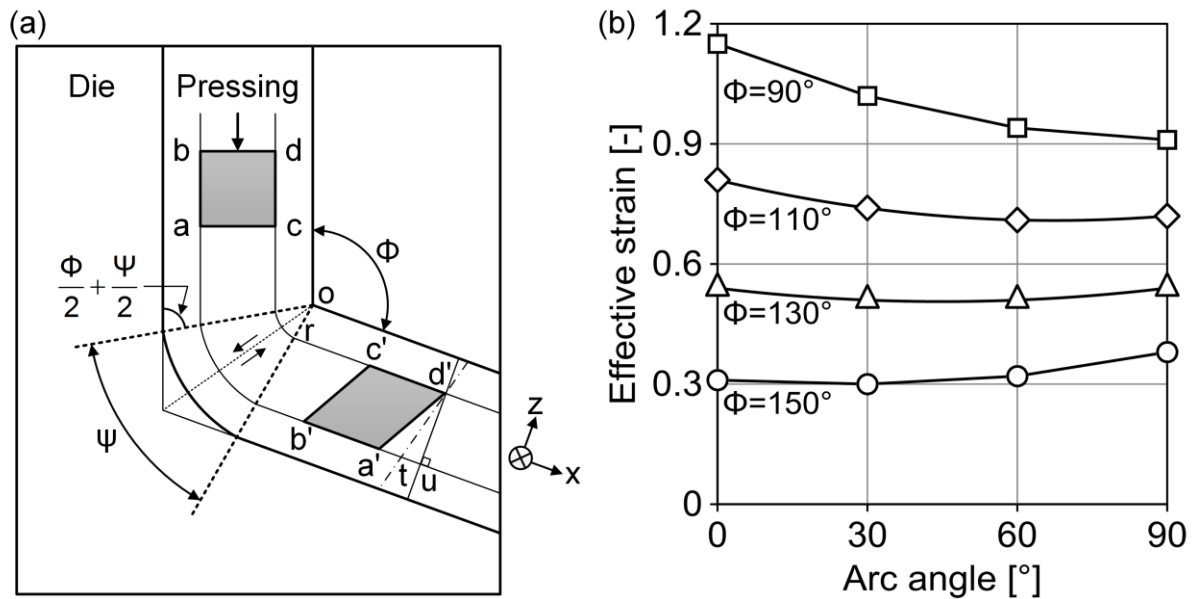 (a)
Die
Pressing
b
d
a
c
Φ
Φ/2 + Ψ/2
o
r
c'
d'
Ψ
b'
a'
t
u
z
x
(b)
Effective strain [-]
1.2
0.9
0.6
0.3
0
Φ=90°
Φ=110°
Φ=130°
Φ=150°
0 30 60 90
Arc angle [°]